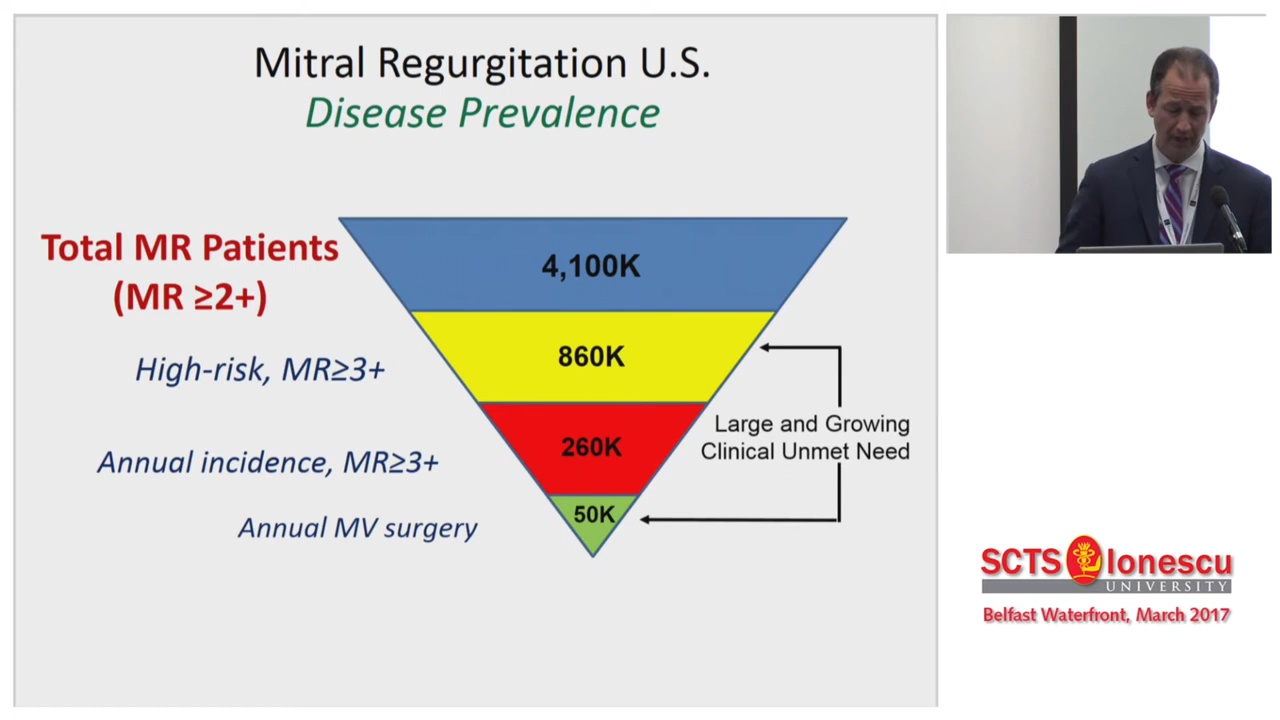 Mitral Regurgitation U.S.
Disease Prevalence
Total MR Patients
(MR ≥2+)
4,100K
High-risk, MR≥3+
860K
Large and Growing
Clinical Unmet Need
Annual incidence, MR≥3+
260K
Annual MV surgery
50K
SCTS Ionescu
UNIVERSITY
Belfast Waterfront, March 2017